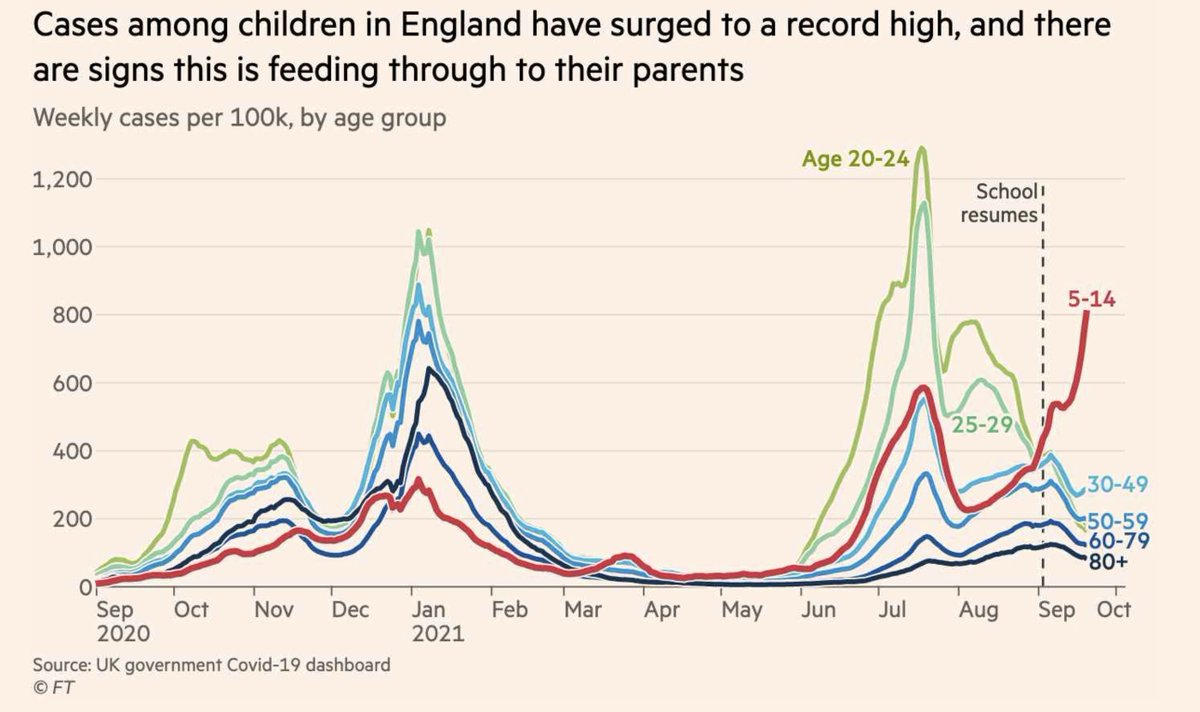 Cases among children in England have surged to a record high, and there
are signs this is feeding through to their parents
Weekly cases per 100k, by age group
Age 20-24
1,200
School
resumes
1,000
5-14
800
600
25-29
400
30-49
200
50-59
60-79
80+
0
Sep Oct Nov Dec Jan Feb Mar Apr May Jun Jul Aug Sep Oct
2020 2021
Source: UK government Covid-19 dashboard
© FT